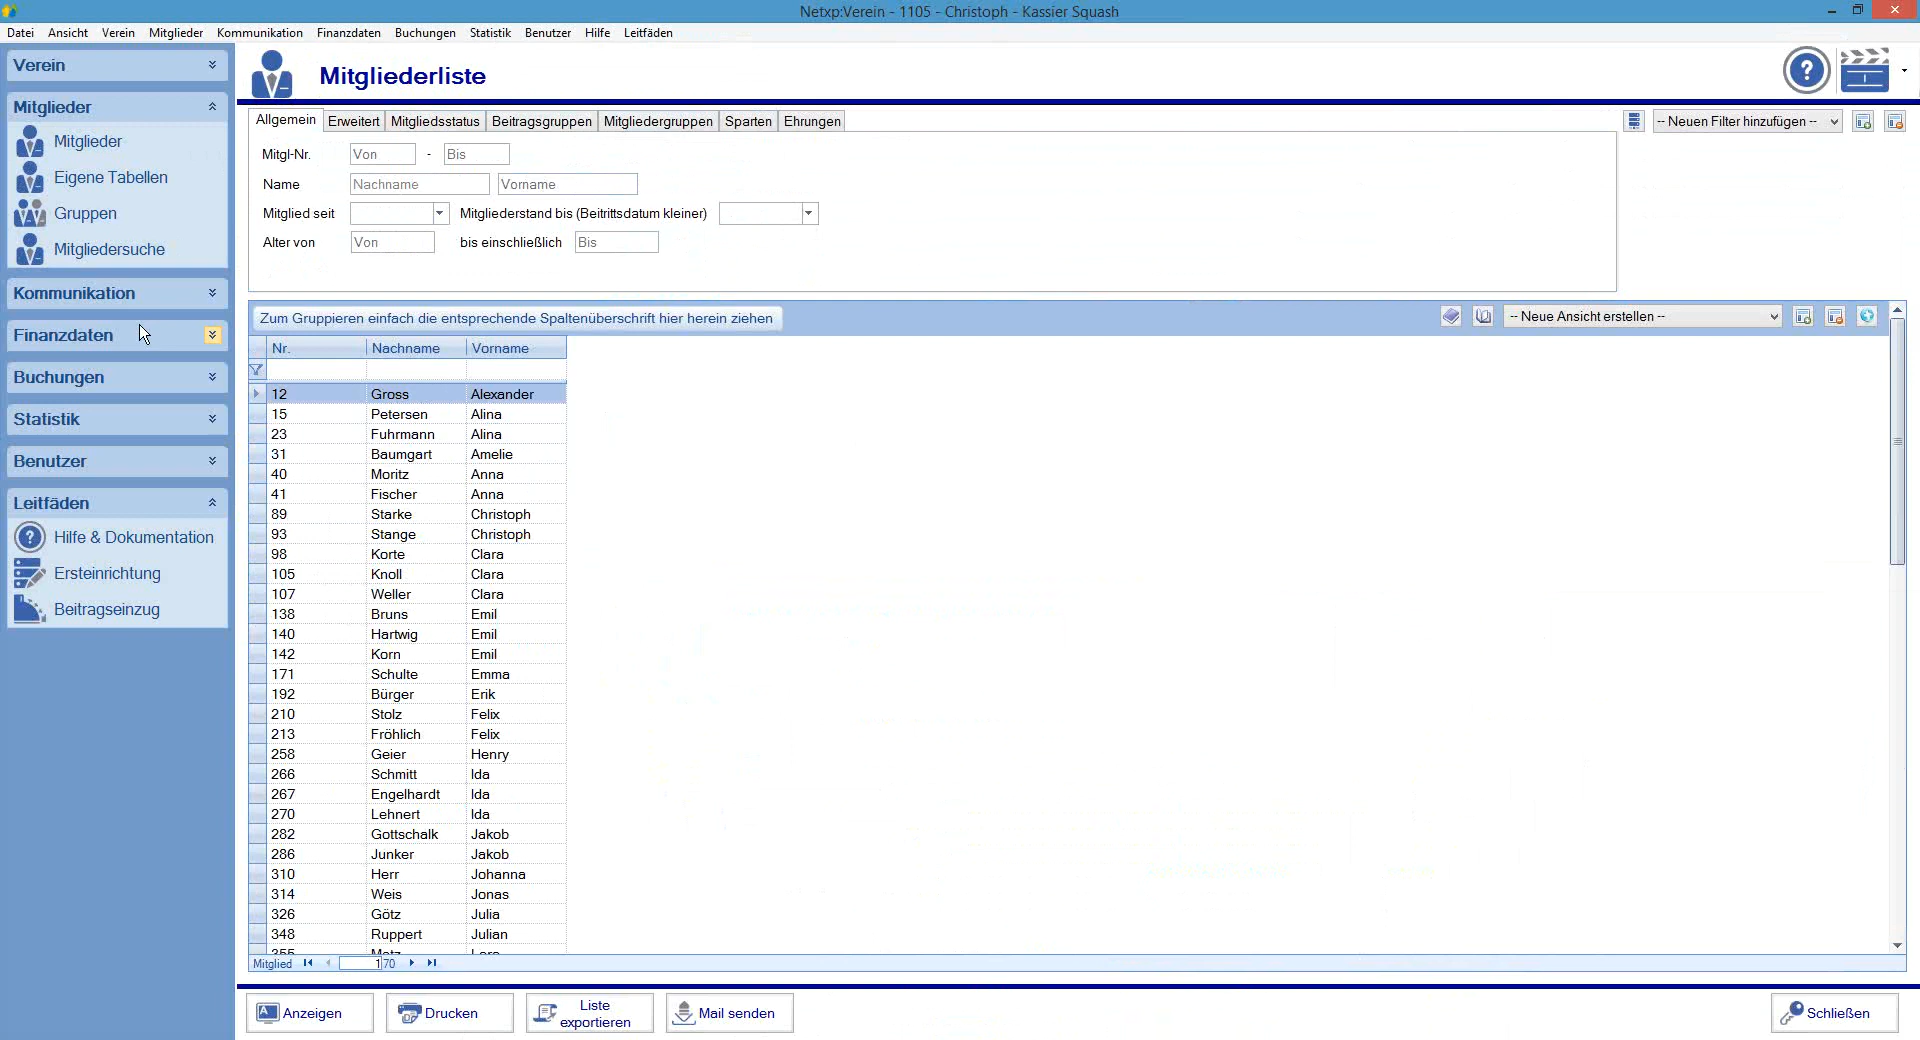 Netxp:Verein - 1105 - Christoph - Kassier Squash
Datei Ansicht Verein Mitglieder Kommunikation Finanzdaten Buchungen Statistik Benutzer Hilfe Leitfäden
Verein
Mitglieder
Mitglieder
Eigene Tabellen
Gruppen
Mitgliedersuche
Kommunikation
Finanzdaten
Buchungen
Statistik
Benutzer
Leitfäden
Hilfe & Dokumentation
Ersteinrichtung
Beitragseinzug
Mitgliederliste
Allgemein Erweitert Mitgliedsstatus Beitragsgruppen Mitgliedergruppen Sparten Ehrungen
-- Neuen Filter hinzufügen --
Mitgl-Nr. Von - Bis
Name Nachname Vorname
Mitglied seit Mitgliederstand bis (Beitrittsdatum kleiner)
Alter von Von bis einschließlich Bis
Zum Gruppieren einfach die entsprechende Spaltenüberschrift hier herein ziehen
-- Neue Ansicht erstellen --
Nr. Nachname Vorname
12 Gross Alexander
15 Petersen Alina
23 Fuhrmann Alina
31 Baumgart Amelie
40 Moritz Anna
41 Fischer Anna
89 Starke Christoph
93 Stange Christoph
98 Korte Clara
105 Knoll Clara
107 Weller Clara
138 Bruns Emil
140 Hartwig Emil
142 Korn Emil
171 Schulte Emma
192 Bürger Erik
210 Stolz Felix
213 Fröhlich Felix
258 Geier Henry
266 Schmitt Ida
267 Engelhardt Ida
270 Lehnert Ida
282 Gottschalk Jakob
286 Junker Jakob
310 Herr Johanna
314 Weis Jonas
326 Götz Julia
348 Ruppert Julian
Mitglied 1 70
Anzeigen
Drucken
Liste
exportieren
Mail senden
Schließen